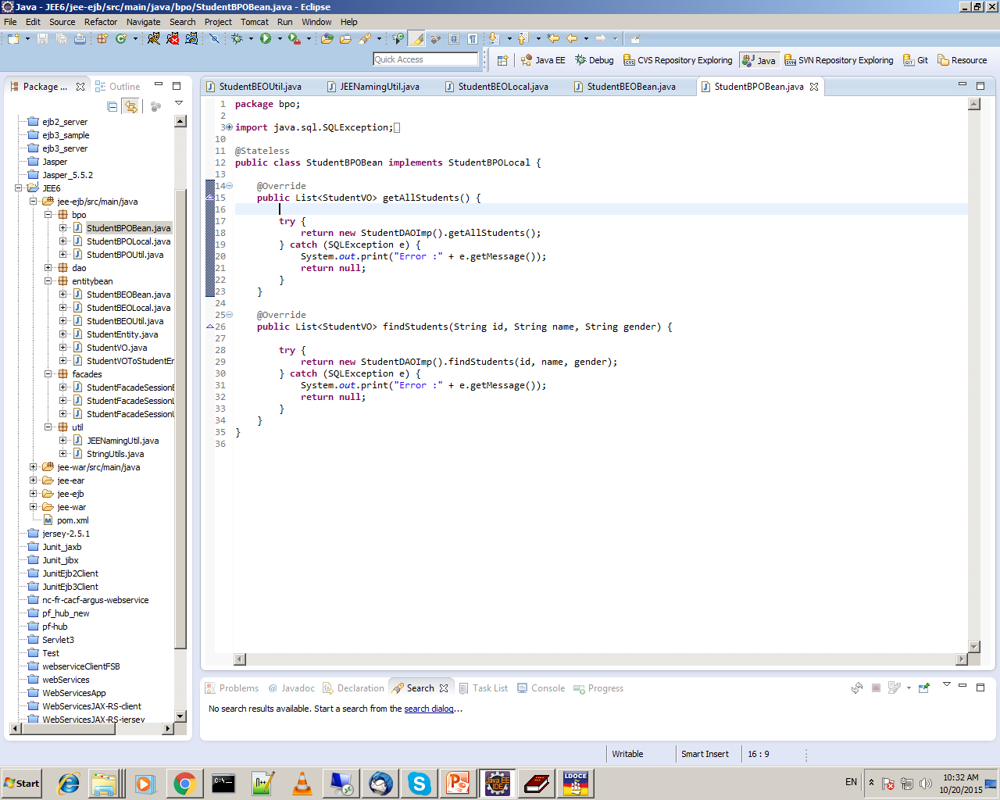 Java - JEE6/jee-ejb/src/main/java/bpo/StudentBPOBean.java - Eclipse
File Edit Source Refactor Navigate Search Project Tomcat Run Window Help
Quick Access
Java EE Debug CVS Repository Exploring Java SVN Repository Exploring Git Resource
Package ... Outline
ejb2_server
ejb3_sample
ejb3_server
Jasper
Jasper_5.5.2
JEE6
jee-ejb/src/main/java
bpo
StudentBPOBean.java
StudentBPOLocal.java
StudentBPOUtil.java
dao
entitybean
StudentBEOBean.java
StudentBEOLocal.java
StudentBEOUtil.java
StudentEntity.java
StudentVO.java
StudentVOToStudentEr
facades
StudentFacadeSessionE
StudentFacadeSessionL
StudentFacadeSessionU
util
JEENamingUtil.java
StringUtils.java
jee-war/src/main/java
jee-ear
jee-ejb
jee-war
pom.xml
jersey-2.5.1
Junit_jaxb
Junit_jibx
JunitEjb2Client
JunitEjb3Client
nc-fr-cacf-argus-webservice
pf_hub_new
pf-hub
Servlet3
Test
webserviceClientFSB
webServices
WebServicesApp
WebServicesJAX-RS-client
WebServicesJAX-RS-jersey
StudentBEOUtil.java JEENamingUtil.java StudentBEOLocal.java StudentBEOBean.java StudentBPOBean.java
1 package bpo;
2
3 import java.sql.SQLException;
10
11 @Stateless
12 public class StudentBPOBean implements StudentBPOLocal {
13
14 @Override
15 public List<StudentVO> getAllStudents() {
16
17 try {
18 return new StudentDAOImp().getAllStudents();
19 } catch (SQLException e) {
20 System.out.print("Error :" + e.getMessage());
21 return null;
22 }
23 }
24
25 @Override
26 public List<StudentVO> findStudents(String id, String name, String gender) {
27
28 try {
29 return new StudentDAOImp().findStudents(id, name, gender);
30 } catch (SQLException e) {
31 System.out.print("Error :" + e.getMessage());
32 return null;
33 }
34 }
35 }
36
Problems @ Javadoc Declaration Search Task List Console Progress
No search results available. Start a search from the search dialog...
Writable Smart Insert 16 : 9
Start
Java EE
IDE
LDOCE
EN
10:32 AM
10/20/2015